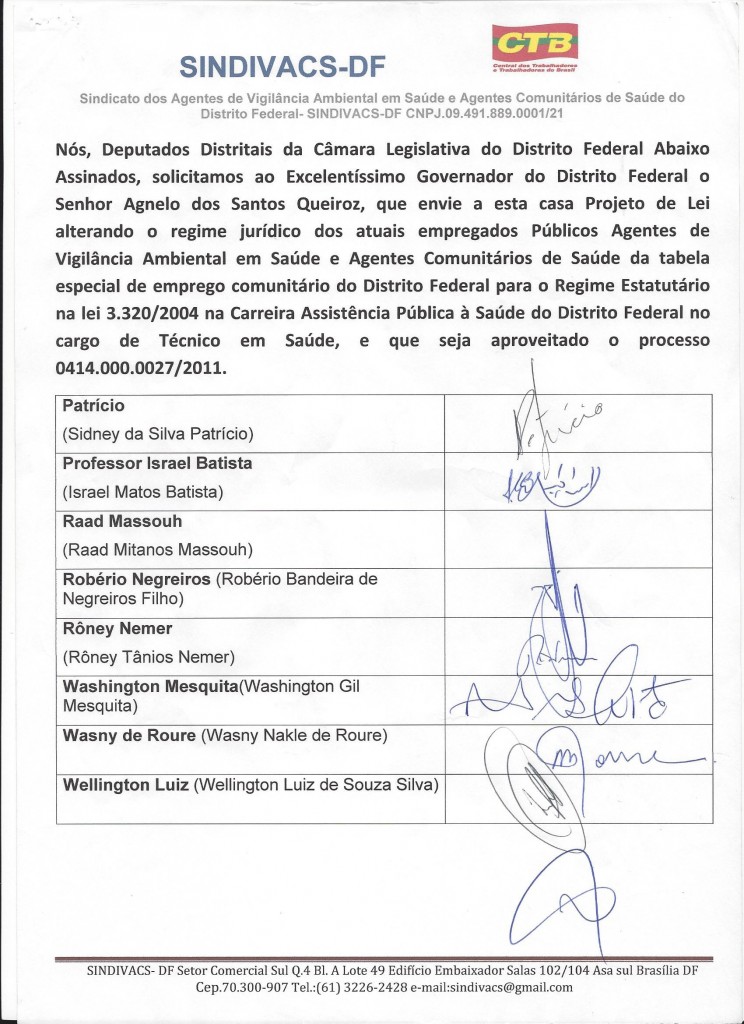 CTB
Central dos Trabalhadores
e Trabalhadoras do Brasil
SINDIVACS-DF
Sindicato dos Agentes de Vigilância Ambiental em Saúde e Agentes Comunitários de Saúde do
Distrito Federal- SINDIVACS-DF CNPJ.09.491.889.0001/21
Nós, Deputados Distritais da Câmara Legislativa do Distrito Federal Abaixo
Assinados, solicitamos ao Excelentíssimo Governador do Distrito Federal o
Senhor Agnelo dos Santos Queiroz, que envie a esta casa Projeto de Lei
alterando o regime jurídico dos atuais empregados Públicos Agentes de
Vigilância Ambiental em Saúde e Agentes Comunitários de Saúde da tabela
especial de emprego comunitário do Distrito Federal para o Regime Estatutário
na lei 3.320/2004 na Carreira Assistência Pública à Saúde do Distrito Federal no
cargo de Técnico em Saúde, e que seja aproveitado o processo
0414.000.0027/2011.
Patrício
(Sidney da Silva Patrício)
Patrício
Professor Israel Batista
(Israel Matos Batista)
Raad Massouh
(Raad Mitanos Massouh)
Robério Negreiros (Robério Bandeira de
Negreiros Filho)
Rôney Nemer
(Rôney Tânios Nemer)
Washington Mesquita(Washington Gil
Mesquita)
Wasny de Roure (Wasny Nakle de Roure)
Wellington Luiz (Wellington Luiz de Souza Silva)
SINDIVACS- DF Setor Comercial Sul Q.4 Bl. A Lote 49 Edifício Embaixador Salas 102/104 Asa sul Brasília DF
Cep.70.300-907 Tel.:(61) 3226-2428 e-mail:sindivacs@gmail.com